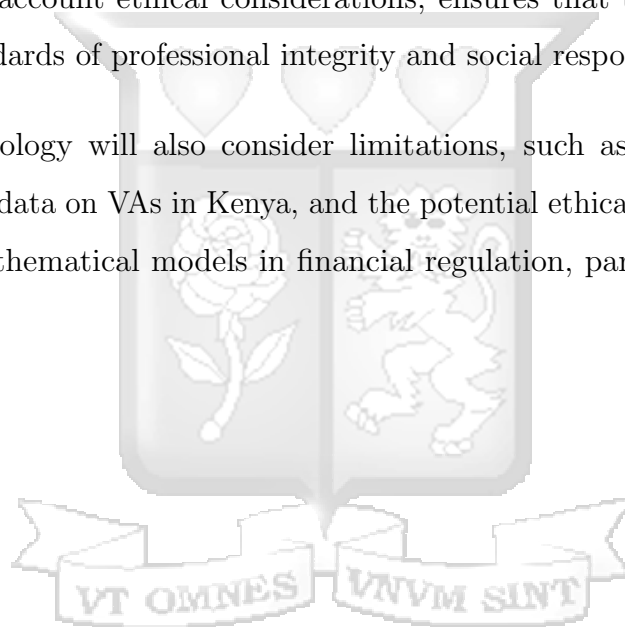 account ethical considerations, ensures that
dards of professional integrity and social respo
ology will also consider limitations, such as
data on VAs in Kenya, and the potential ethica
thematical models in financial regulation, par
VT OMNES VNVM SINT